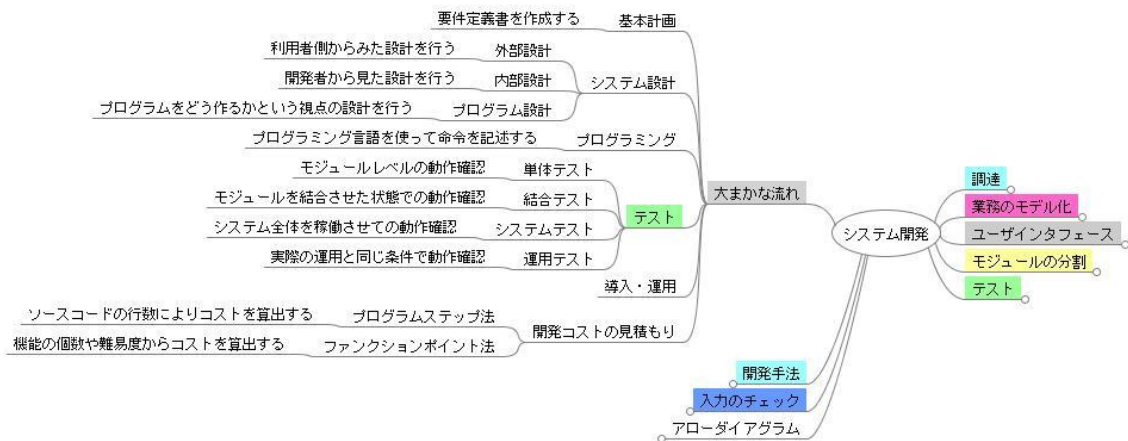 システム開発
大まかな流れ
基本計画
要件定義書を作成する
システム設計
外部設計
利用者側からみた設計を行う
内部設計
開発者から見た設計を行う
プログラム設計
プログラムをどう作るかという視点の設計を行う
プログラミング
プログラミング言語を使って命令を記述する
テスト
単体テスト
モジュールレベルの動作確認
結合テスト
モジュールを結合させた状態での動作確認
システムテスト
システム全体を稼働させての動作確認
運用テスト
実際の運用と同じ条件で動作確認
導入・運用
開発コストの見積もり
プログラムステップ法
ソースコードの行数によりコストを算出する
ファンクションポイント法
機能の個数や難易度からコストを算出する
開発手法
入力のチェック
アローダイアグラム
調達
業務のモデル化
ユーザインタフェース
モジュールの分割
テスト